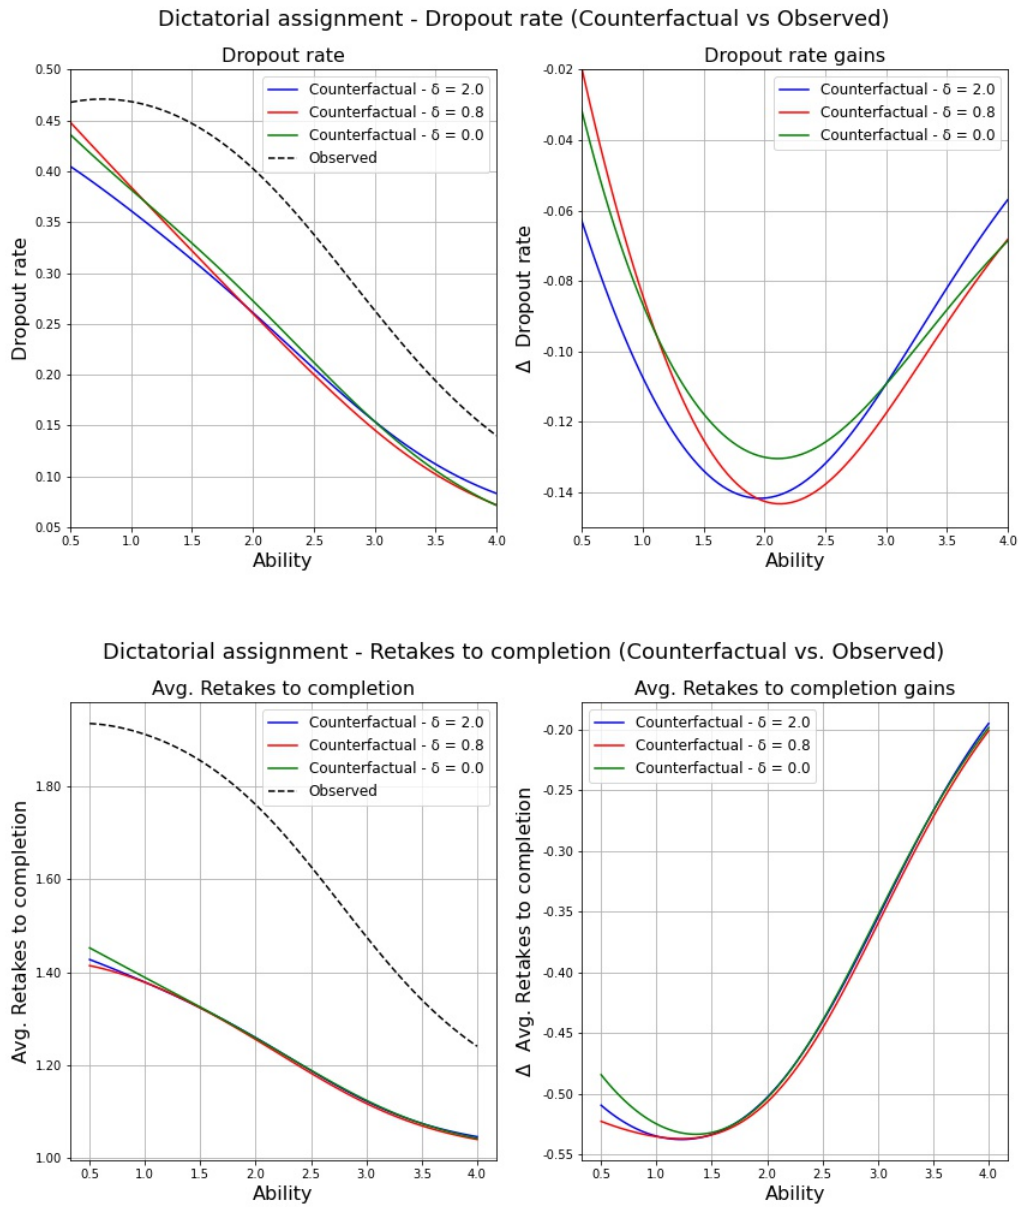 Dictatorial assignment - Dropout rate (Counterfactual vs Observed)
Dropout rate
Counterfactual - δ = 2.0
Counterfactual - δ = 0.8
Counterfactual - δ = 0.0
Observed
Dropout rate
0.50
0.45
0.40
0.35
0.30
0.25
0.20
0.15
0.10
0.05
0.5 1.0 1.5 2.0 2.5 3.0 3.5 4.0
Ability
Dropout rate gains
Counterfactual - δ = 2.0
Counterfactual - δ = 0.8
Counterfactual - δ = 0.0
Δ Dropout rate
-0.02
-0.04
-0.06
-0.08
-0.10
-0.12
-0.14
0.5 1.0 1.5 2.0 2.5 3.0 3.5 4.0
Ability
Dictatorial assignment - Retakes to completion (Counterfactual vs. Observed)
Avg. Retakes to completion
Counterfactual - δ = 2.0
Counterfactual - δ = 0.8
Counterfactual - δ = 0.0
Observed
Avg. Retakes to completion
1.80
1.60
1.40
1.20
1.00
0.5 1.0 1.5 2.0 2.5 3.0 3.5 4.0
Ability
Avg. Retakes to completion gains
Counterfactual - δ = 2.0
Counterfactual - δ = 0.8
Counterfactual - δ = 0.0
Δ Avg. Retakes to completion
-0.20
-0.25
-0.30
-0.35
-0.40
-0.45
-0.50
-0.55
0.5 1.0 1.5 2.0 2.5 3.0 3.5 4.0
Ability